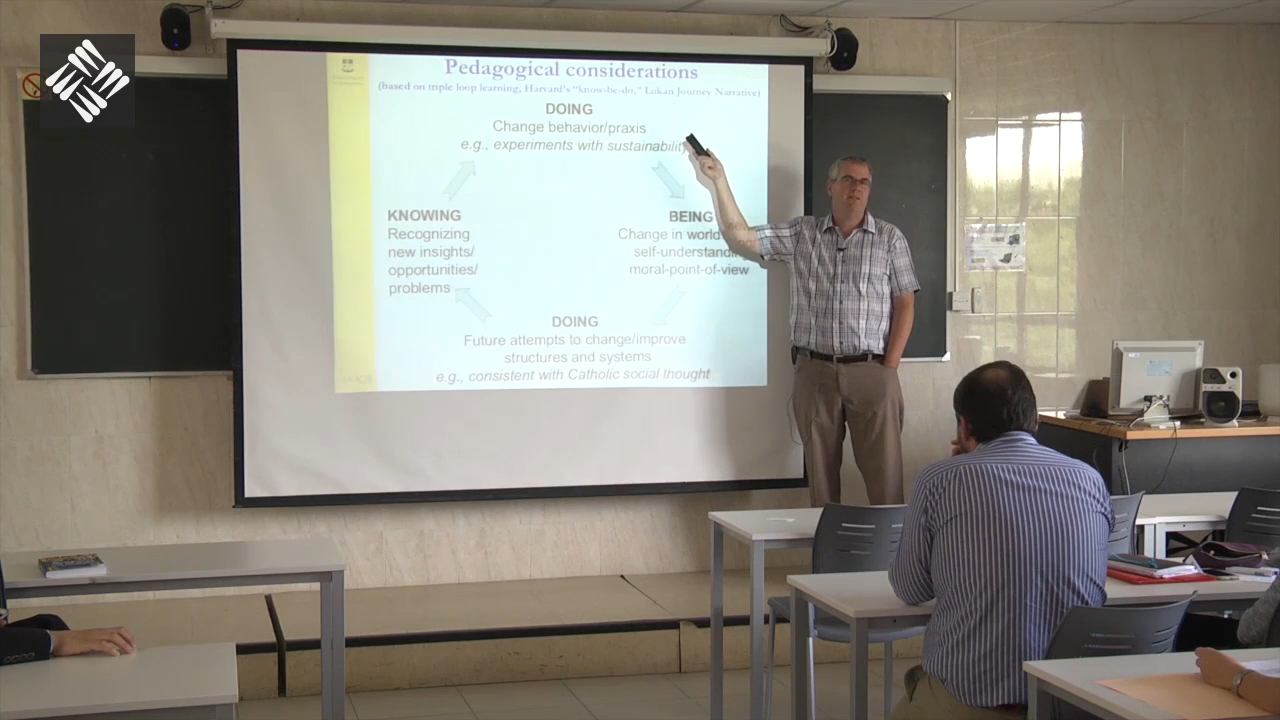 Pedagogical considerations
(based on triple loop learning, Harvard's "know-be-do," Lukan Journey Narrative)
DOING
Change behavior/praxis
e.g., experiments with sustainability
KNOWING
Recognizing
new insights/
opportunities/
problems
BEING
Change in world
self-understanding
moral-point-of-view
DOING
Future attempts to change/improve
structures and systems
e.g., consistent with Catholic social thought